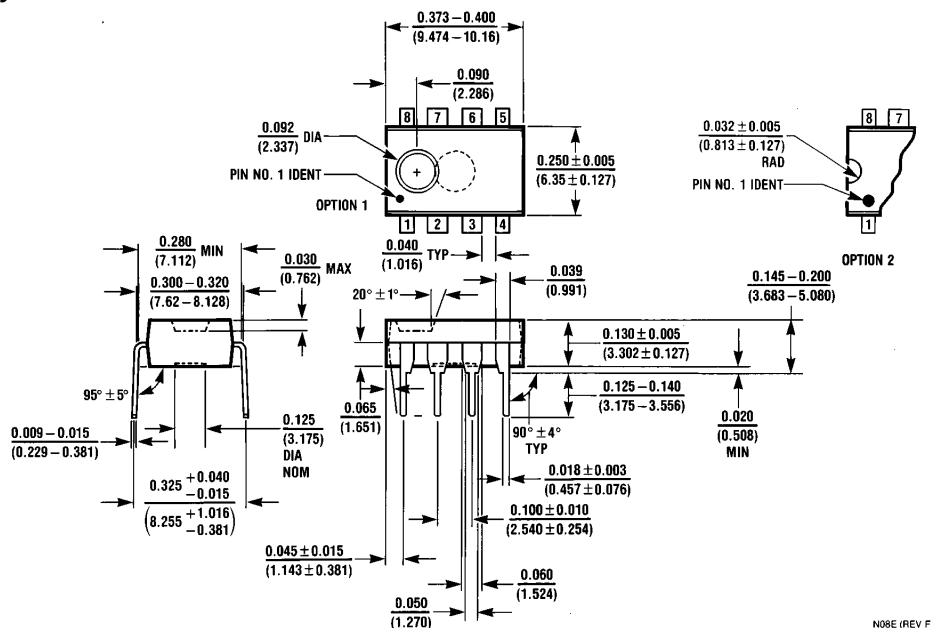 0.373 – 0.400
(9.474 – 10.16)
0.090
(2.286)
8 7 6 5
0.092 DIA
(2.337)
PIN NO. 1 IDENT
OPTION 1
0.250 ± 0.005
(6.35 ± 0.127)
1 2 3 4
8 7
0.032 ± 0.005
(0.813 ± 0.127)
RAD
PIN NO. 1 IDENT
1
OPTION 2
0.280 MIN
(7.112)
0.300 – 0.320
(7.62 – 8.128)
0.030 MAX
(0.762)
0.040 TYP
(1.016)
0.039
(0.991)
20° ± 1°
0.145 – 0.200
(3.683 – 5.080)
0.130 ± 0.005
(3.302 ± 0.127)
95° ± 5°
0.065
(1.651)
0.125 – 0.140
(3.175 – 3.556)
90° ± 4°
TYP
0.020
(0.508)
MIN
0.009 – 0.015
(0.229 – 0.381)
0.125
(3.175)
DIA
NOM
0.018 ± 0.003
(0.457 ± 0.076)
0.325 +0.040
−0.015
(8.255 +1.016
−0.381)
0.100 ± 0.010
(2.540 ± 0.254)
0.045 ± 0.015
(1.143 ± 0.381)
0.060
(1.524)
0.050
(1.270)
N08E (REV F